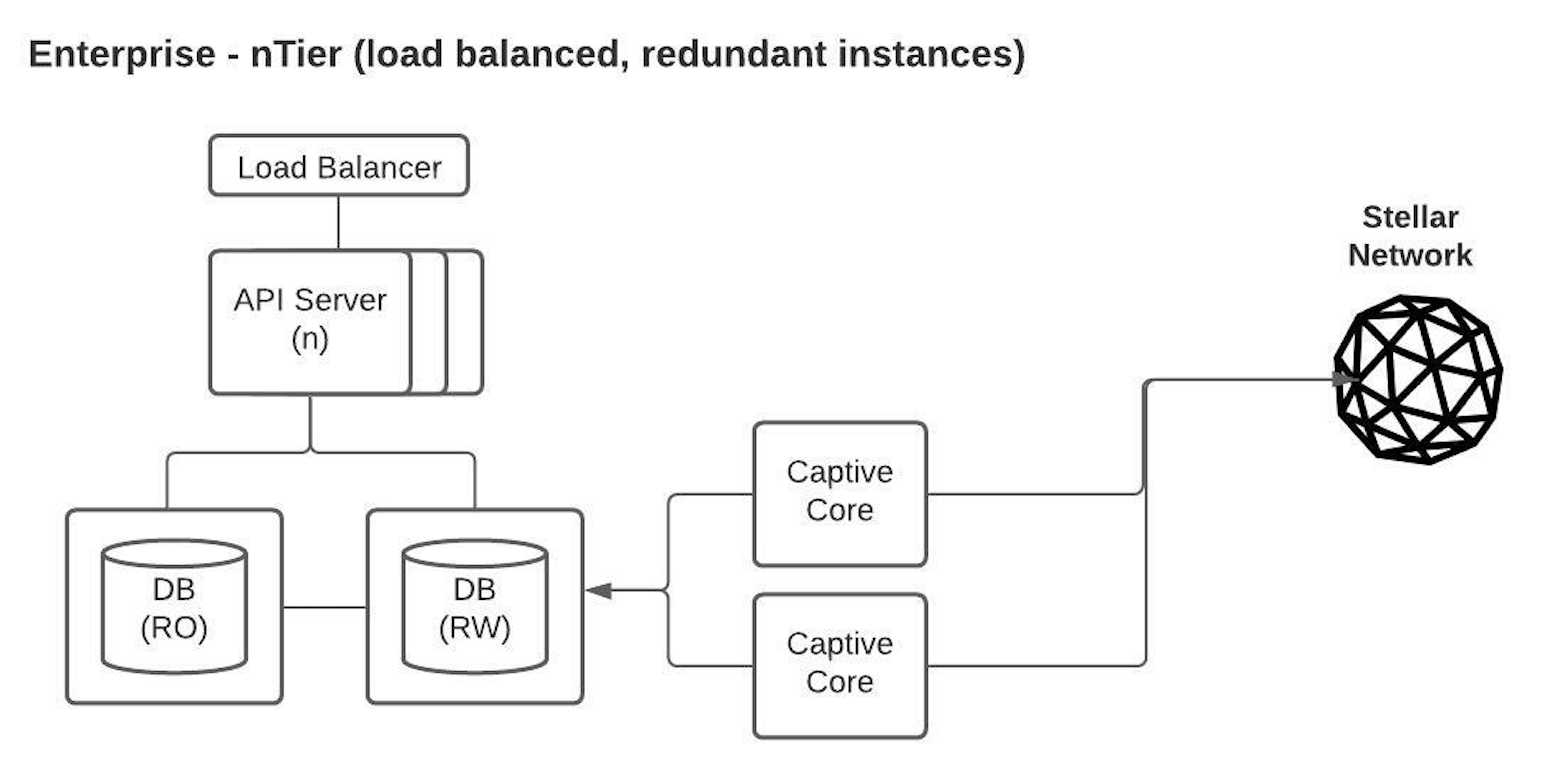 Enterprise - nTier (load balanced, redundant instances)
Load Balancer
API Server
(n)
Stellar
Network
Captive
Core
DB
(RO)
DB
(RW)
Captive
Core